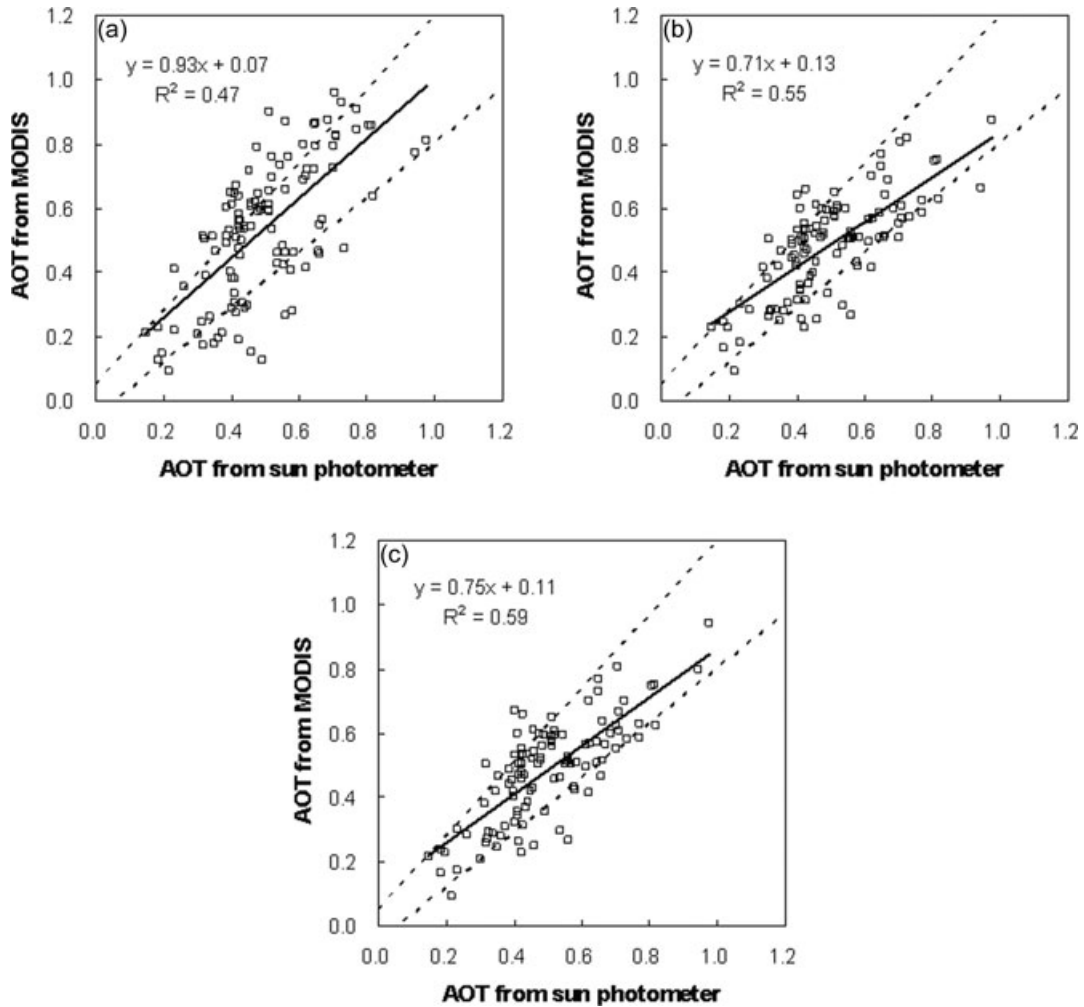 (a)
y = 0.93x + 0.07
R² = 0.47
AOT from MODIS
1.2
1.0
0.8
0.6
0.4
0.2
0.0
0.0 0.2 0.4 0.6 0.8 1.0 1.2
AOT from sun photometer
(b)
y = 0.71x + 0.13
R² = 0.55
AOT from MODIS
1.2
1.0
0.8
0.6
0.4
0.2
0.0
0.0 0.2 0.4 0.6 0.8 1.0 1.2
AOT from sun photometer
(c)
y = 0.75x + 0.11
R² = 0.59
AOT from MODIS
1.2
1.0
0.8
0.6
0.4
0.2
0.0
0.0 0.2 0.4 0.6 0.8 1.0 1.2
AOT from sun photometer